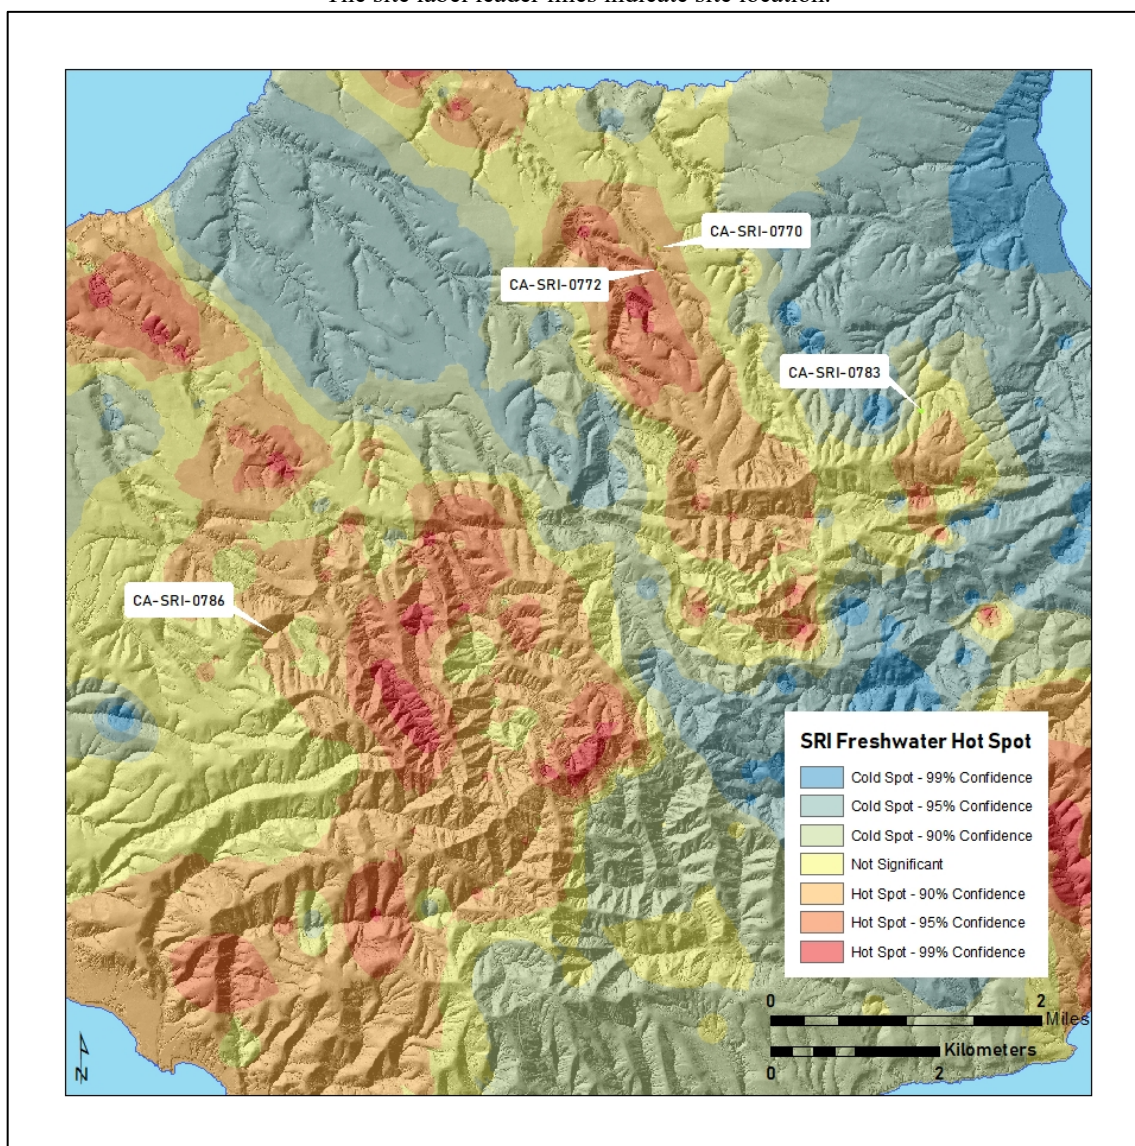 The site label leader lines indicate site location.
CA-SRI-0770
CA-SRI-0772
CA-SRI-0783
CA-SRI-0786
SRI Freshwater Hot Spot
Cold Spot - 99% Confidence
Cold Spot - 95% Confidence
Cold Spot - 90% Confidence
Not Significant
Hot Spot - 90% Confidence
Hot Spot - 95% Confidence
Hot Spot - 99% Confidence
0 2
Miles
Kilometers
0 2
N